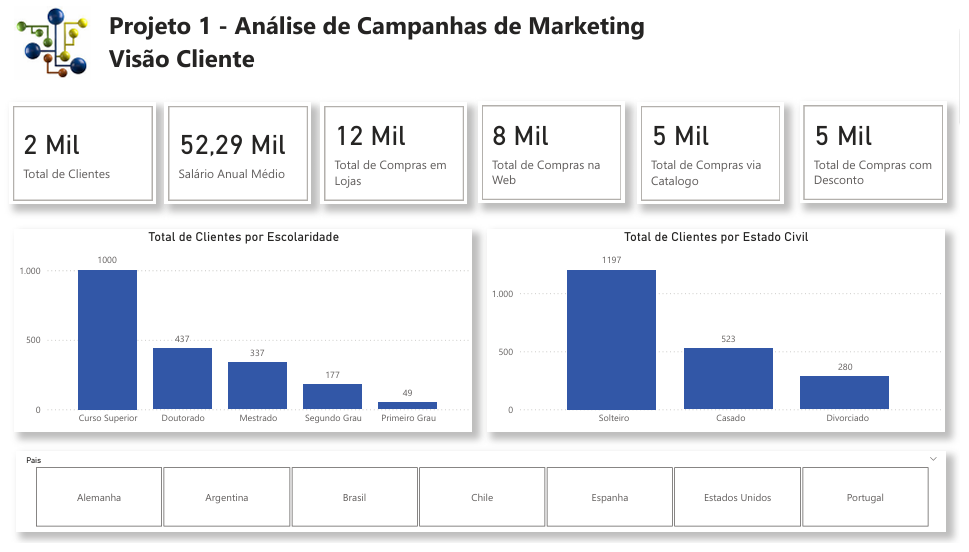 Projeto 1 - Análise de Campanhas de Marketing
Visão Cliente
2 Mil
Total de Clientes
52,29 Mil
Salário Anual Médio
12 Mil
Total de Compras em
Lojas
8 Mil
Total de Compras na
Web
5 Mil
Total de Compras via
Catalogo
5 Mil
Total de Compras com
Desconto
Total de Clientes por Escolaridade
1.000
500
0
1000
437
337
177
49
Curso Superior
Doutorado
Mestrado
Segundo Grau
Primeiro Grau
Total de Clientes por Estado Civil
1.000
500
0
1197
523
280
Solteiro
Casado
Divorciado
Pais
Alemanha
Argentina
Brasil
Chile
Espanha
Estados Unidos
Portugal